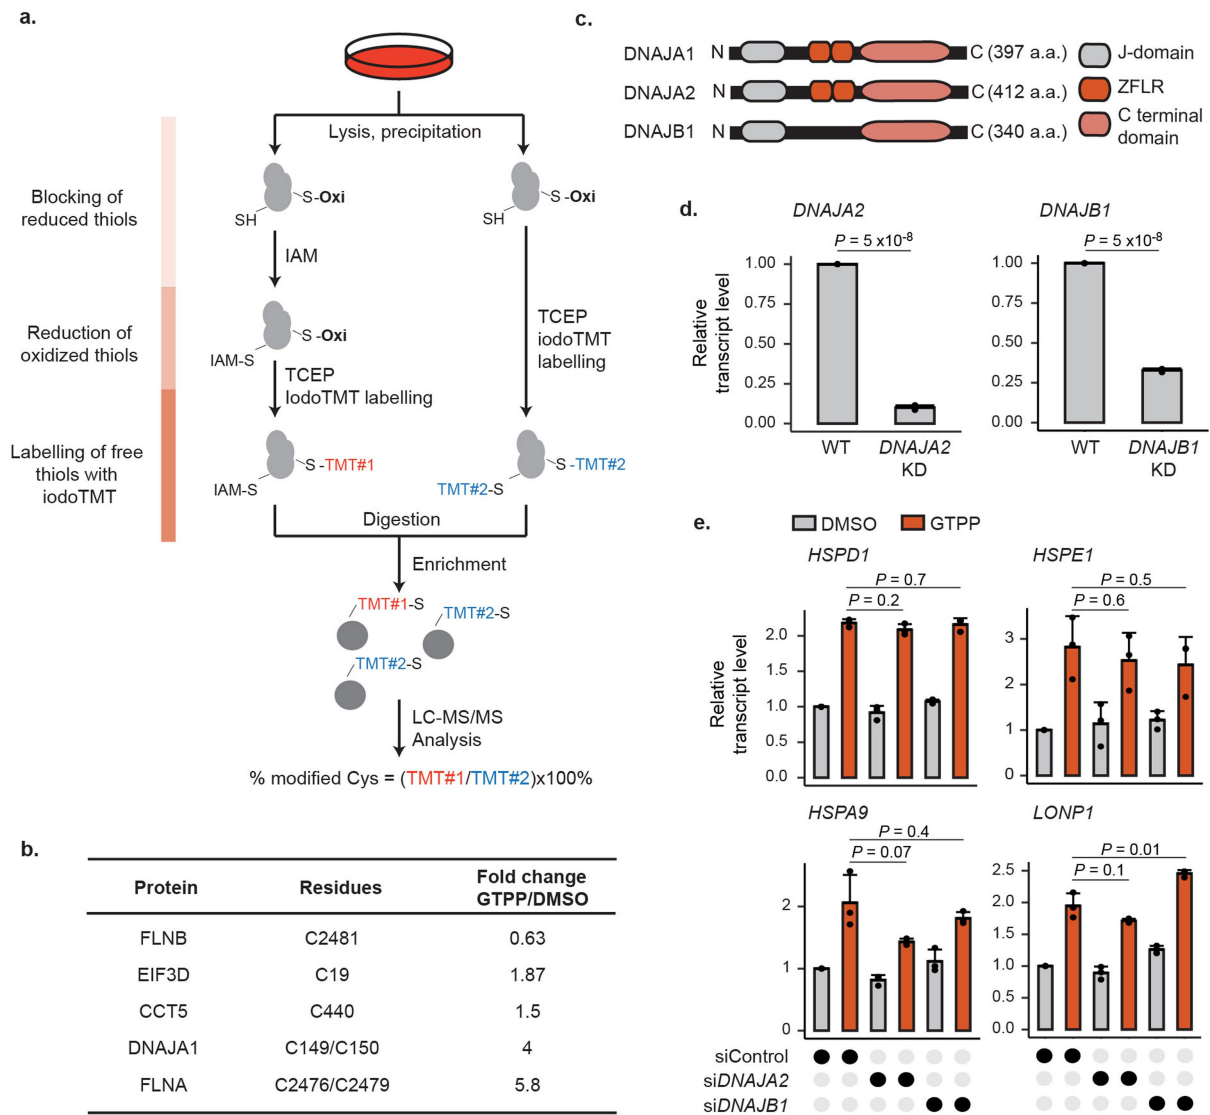 a.
Lysis, precipitation
Blocking of
reduced thiols
S-Oxi
SH
S-Oxi
SH
IAM
Reduction of
oxidized thiols
S-Oxi
IAM-S
TCEP
iodoTMT
labelling
TCEP
IodoTMT labelling
Labelling of free
thiols with
iodoTMT
S-TMT#1
IAM-S
S-TMT#2
TMT#2-S
Digestion
Enrichment
TMT#1-S
TMT#2-S
TMT#2-S
LC-MS/MS
Analysis
% modified Cys = (TMT#1/TMT#2)x100%
b.
Protein Residues Fold change
GTPP/DMSO
FLNB C2481 0.63
EIF3D C19 1.87
CCT5 C440 1.5
DNAJA1 C149/C150 4
FLNA C2476/C2479 5.8
c.
DNAJA1 N C (397 a.a.)
DNAJA2 N C (412 a.a.)
DNAJB1 N C (340 a.a.)
J-domain
ZFLR
C terminal
domain
d.
DNAJA2
P = 5 x10-8
Relative
transcript level
1.00
0.75
0.50
0.25
0.00
WT DNAJA2
KD
DNAJB1
P = 5 x10-8
1.00
0.75
0.50
0.25
0.00
WT DNAJB1
KD
e.
DMSO GTPP
HSPD1
P = 0.7
P = 0.2
Relative
transcript level
2.0
1.0
0.5
0.0
HSPE1
P = 0.5
P = 0.6
3
2
1
0
HSPA9
P = 0.4
P = 0.07
2
1
0
LONP1
P = 0.01
P = 0.1
2.5
2.0
1.5
1.0
0.5
0.0
siControl
siDNAJA2
siDNAJB1